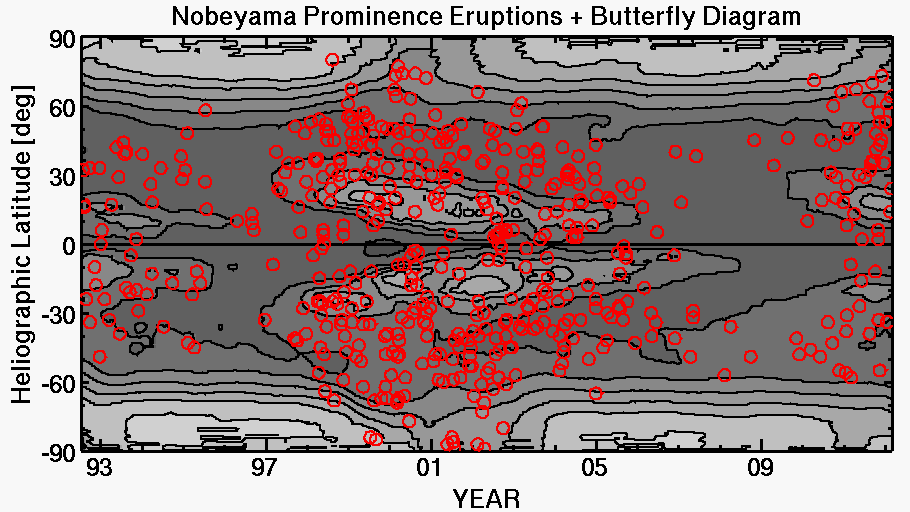 Nobeyama Prominence Eruptions + Butterfly Diagram
Heliographic Latitude [deg]
90
60
30
0
-30
-60
-90
93 97 01 05 09
YEAR